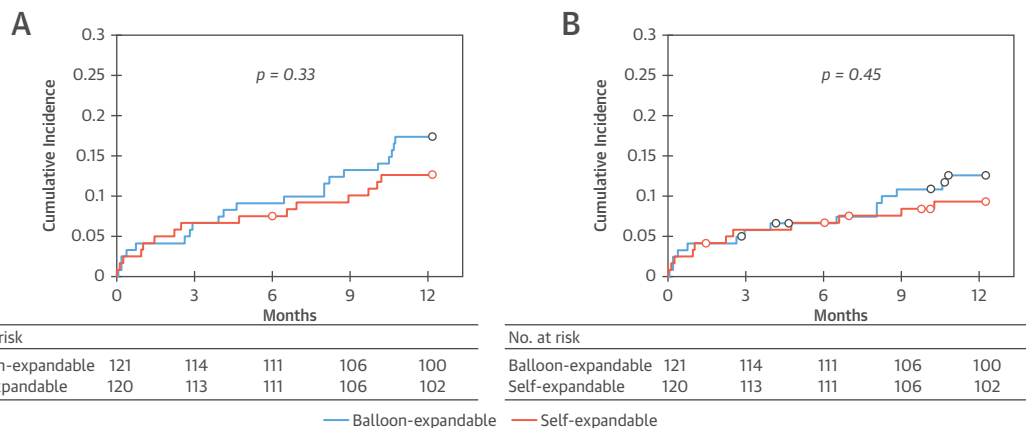 A
B
0.3
0.25
0.2
0.15
0.1
0.05
0
Cumulative Incidence
p = 0.33
0 3 6 9 12
Months
0.3
0.25
0.2
0.15
0.1
0.05
0
Cumulative Incidence
p = 0.45
0 3 6 9 12
Months
risk
n-expandable 121 114 111 106 100
xpandable 120 113 111 106 102
No. at risk
Balloon-expandable 121 114 111 106 100
Self-expandable 120 113 111 106 102
Balloon-expandable Self-expandable